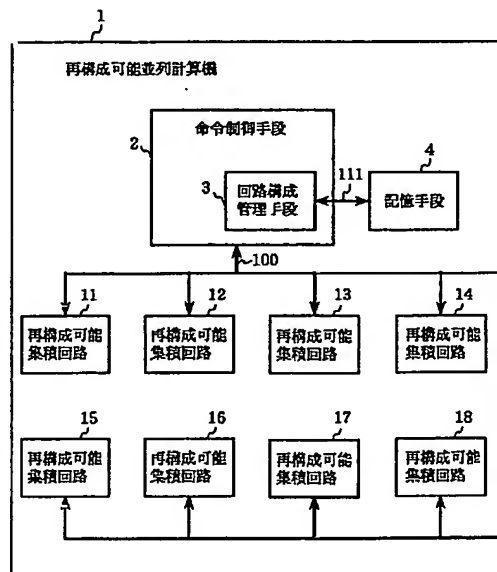 1
再構成可能並列計算機
命令制御手段
2
3
回路構成
管理手段
111
4
記憶手段
100
11
再構成可能
集積回路
12
再構成可能
集積回路
13
再構成可能
集積回路
14
再構成可能
集積回路
15
再構成可能
集積回路
16
再構成可能
集積回路
17
再構成可能
集積回路
18
再構成可能
集積回路